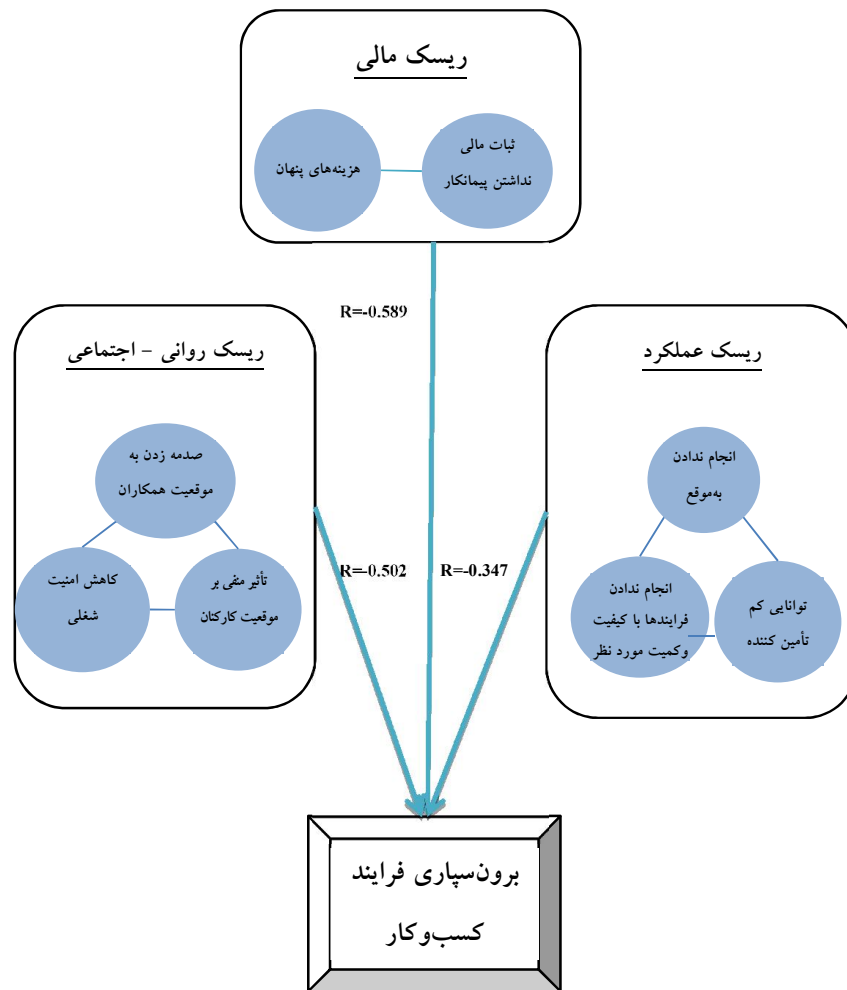 ریسک مالی
ثبات مالی
نداشتن پیمانکار
هزینه‌های پنهان
R=-0.589
ریسک عملکرد
انجام ندادن
به‌موقع
انجام ندادن
فرایندها با کیفیت
وکمیت مورد نظر
توانایی کم
تأمین کننده
ریسک روانی – اجتماعی
صدمه زدن به
موقعیت همکاران
تأثیر منفی بر
موقعیت کارکنان
کاهش امنیت
شغلی
R=-0.347
R=-0.502
برون‌سپاری فرایند
کسب‌وکار